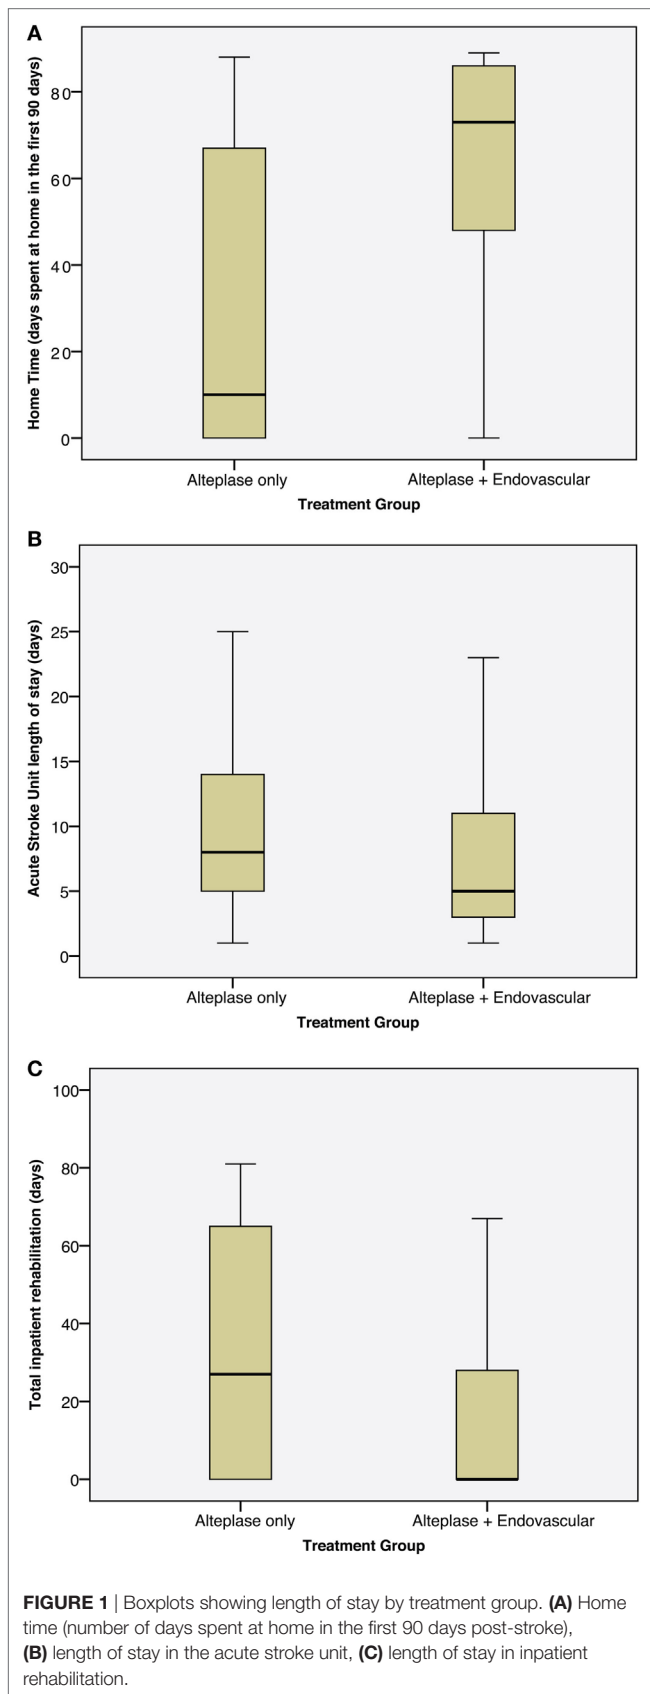 A
Home Time (days spent at home in the first 90 days)
80
60
40
20
0
Alteplase only
Alteplase + Endovascular
Treatment Group
B
Acute Stroke Unit length of stay (days)
30
25
20
15
10
5
0
Alteplase only
Alteplase + Endovascular
Treatment Group
C
Total inpatient rehabilitation (days)
100
80
60
40
20
0
Alteplase only
Alteplase + Endovascular
Treatment Group
FIGURE 1 | Boxplots showing length of stay by treatment group. (A) Home
time (number of days spent at home in the first 90 days post-stroke),
(B) length of stay in the acute stroke unit, (C) length of stay in inpatient
rehabilitation.